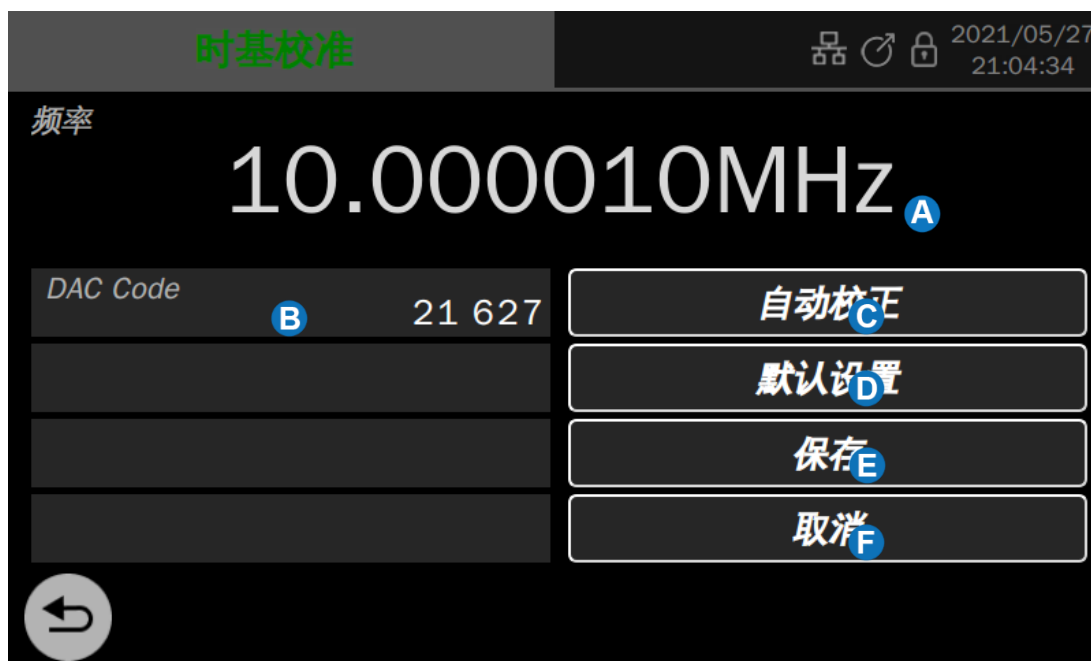 时基校准
2021/05/27
21:04:34
频率
10.000010MHz
A
DAC Code
21 627
B
自动校正
C
默认设置
D
保存
E
取消
F